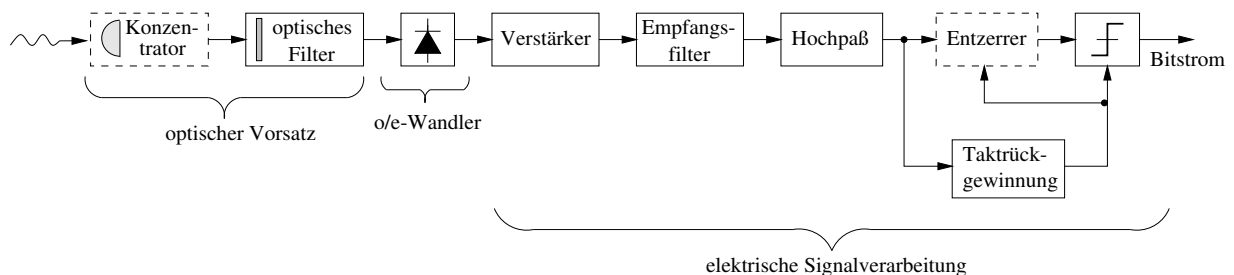 Konzen-
trator
optisches
Filter
Verstärker
Empfangs-
filter
Hochpaß
Entzerrer
Bitstrom
optischer Vorsatz
o/e-Wandler
Taktrück-
gewinnung
elektrische Signalverarbeitung